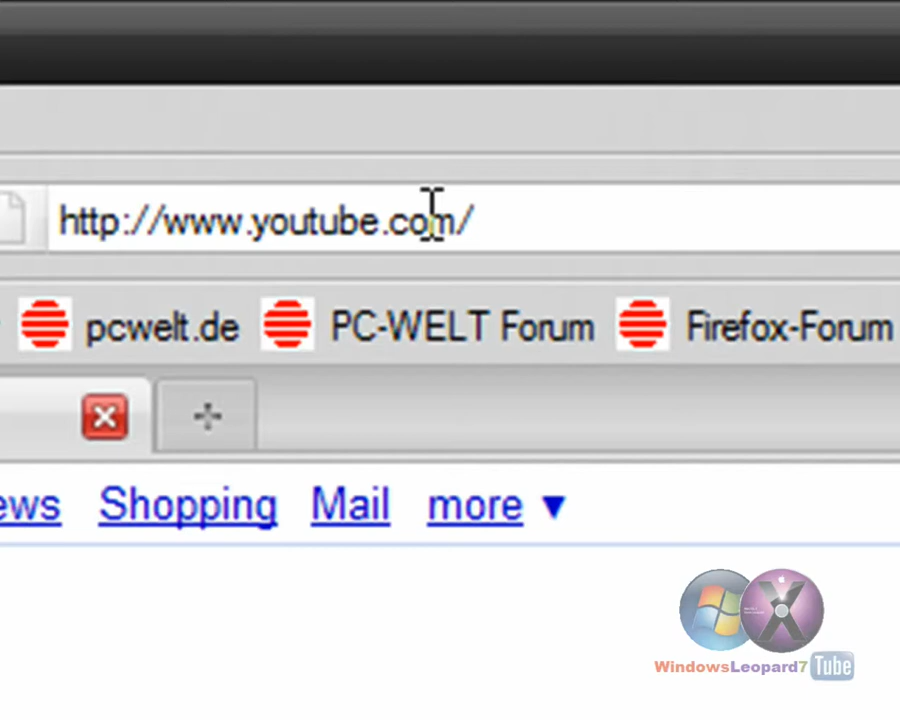 http://www.youtube.com/
pcwelt.de PC-WELT Forum Firefox-Forum
ews Shopping Mail more ▼
WindowsLeopard7 Tube